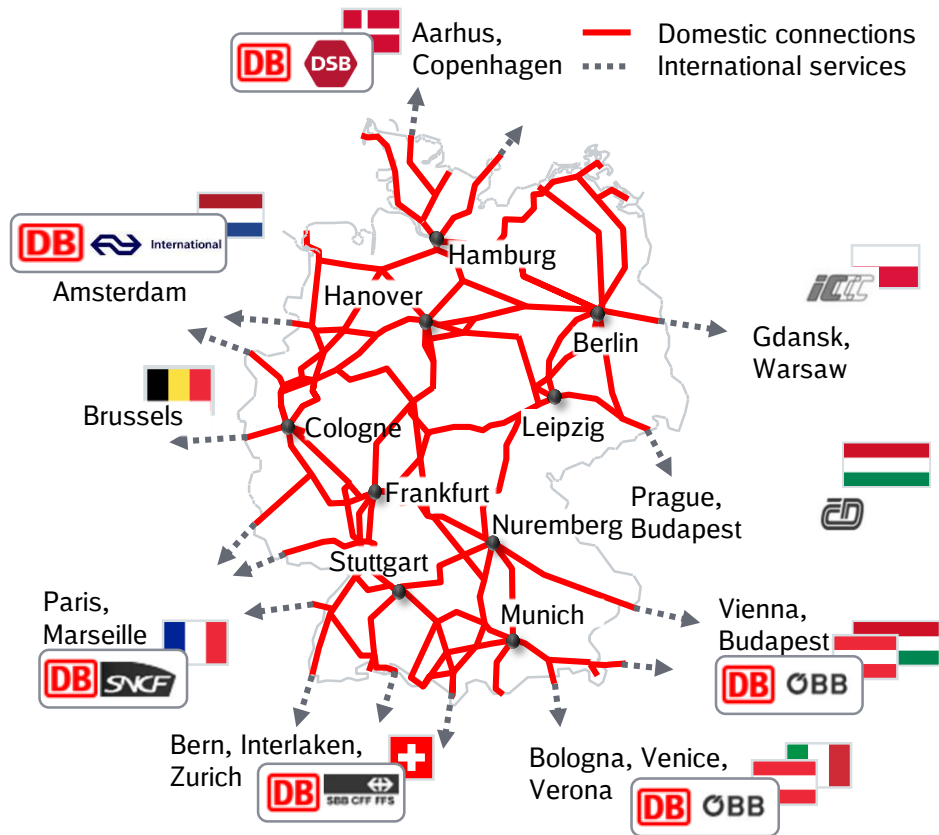 Aarhus,
Copenhagen
Domestic connections
International services
DB DSB
DB International
Amsterdam
Hamburg
Hanover
Berlin
Gdansk,
Warsaw
Brussels
Cologne
Leipzig
Frankfurt
Prague,
Budapest
Nuremberg
Stuttgart
Paris,
Marseille
DB SNCF
Munich
Vienna,
Budapest
DB ÖBB
Bern, Interlaken,
Zurich
DB SBB CFF FFS
Bologna, Venice,
Verona
DB ÖBB